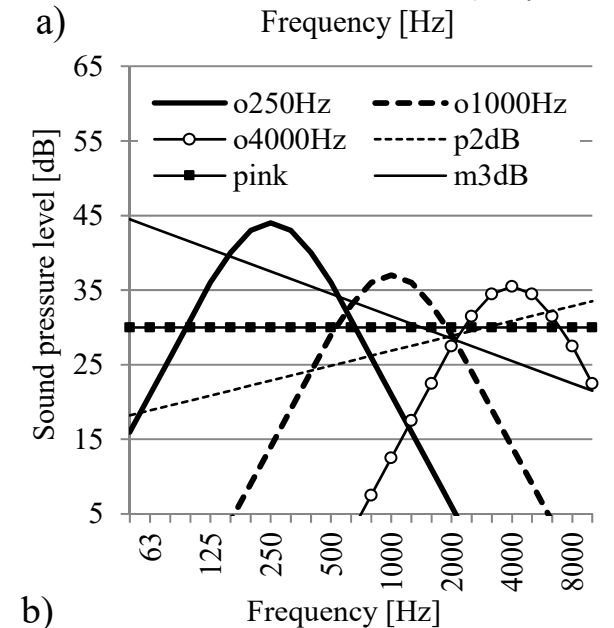 a) Frequency [Hz]
65
o250Hz o1000Hz
55
o4000Hz p2dB
pink m3dB
45
35
25
15
5
Sound pressure level [dB]
63 125 250 500 1000 2000 4000 8000
b) Frequency [Hz]